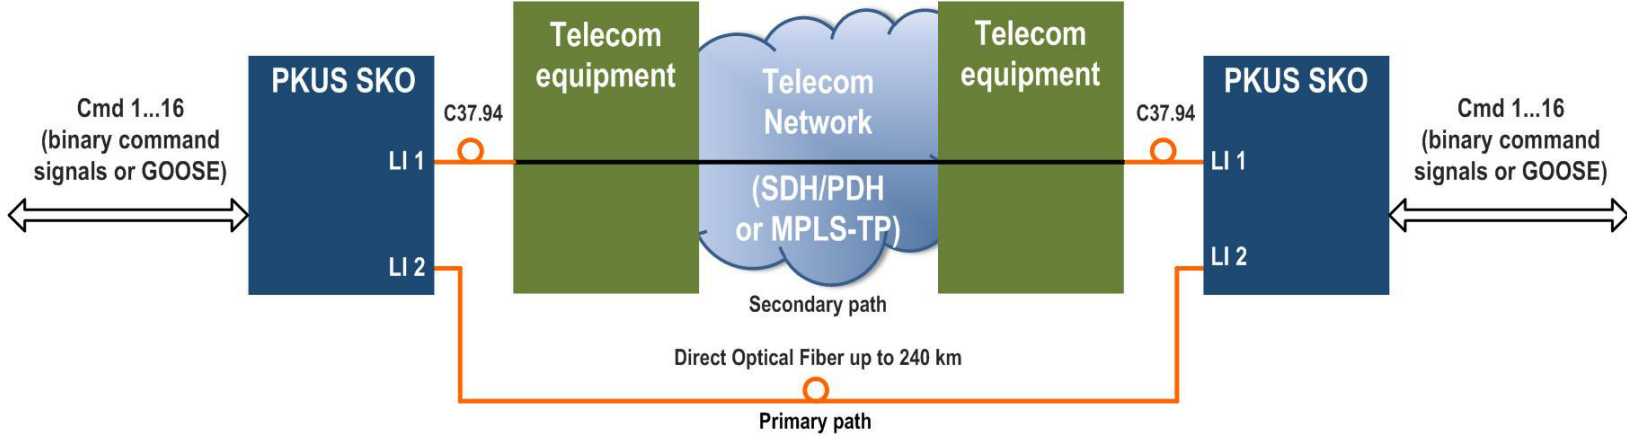 Cmd 1...16
(binary command
signals or GOOSE)
PKUS SKO
LI 1
LI 2
C37.94
Telecom
equipment
Telecom
Network
(SDH/PDH
or MPLS-TP)
Secondary path
Telecom
equipment
C37.94
PKUS SKO
LI 1
LI 2
Cmd 1...16
(binary command
signals or GOOSE)
Direct Optical Fiber up to 240 km
Primary path